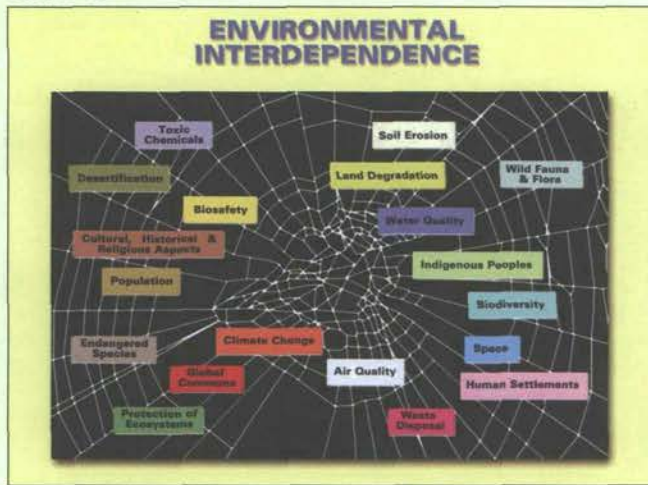 ENVIRONMENTAL
INTERDEPENDENCE
Toxic
Chemicals
Soil Erosion
Desertification
Land Degradation
Wild Fauna
& Flora
Biosafety
Water Quality
Cultural, Historical &
Religious Aspects
Indigenous Peoples
Population
Biodiversity
Endangered
Species
Climate Change
Space
Global
Commons
Air Quality
Human Settlements
Protection of
Ecosystems
Waste
Disposal